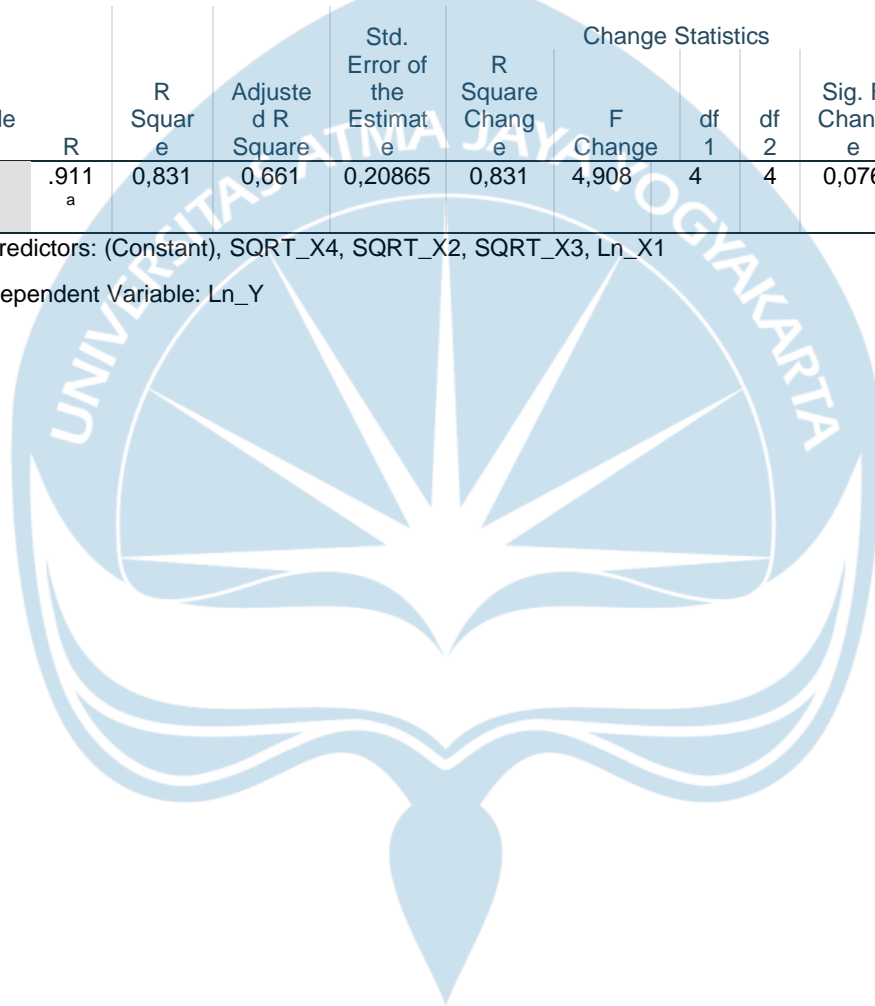 Change Statistics
Std.
Error of
R
R
Adjuste
the
Square
Sig. F
le
Squar
d R
Estimat
Chang
F
df
df
Chan
R
e
Square
e
e
Change
1
2
e
.911
a
0,831
0,661
0,20865
0,831
4,908
4
4
0,076
redictors: (Constant), SQRT_X4, SQRT_X2, SQRT_X3, Ln_X1
ependent Variable: Ln_Y
UNIVERSITAS ATMA JAYA YOGYAKARTA